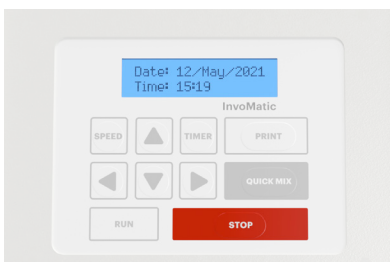 Date: 12/May/2021
Time: 15:19
InvoMatic
SPEED
TIMER
PRINT
QUICK MIX
RUN
STOP